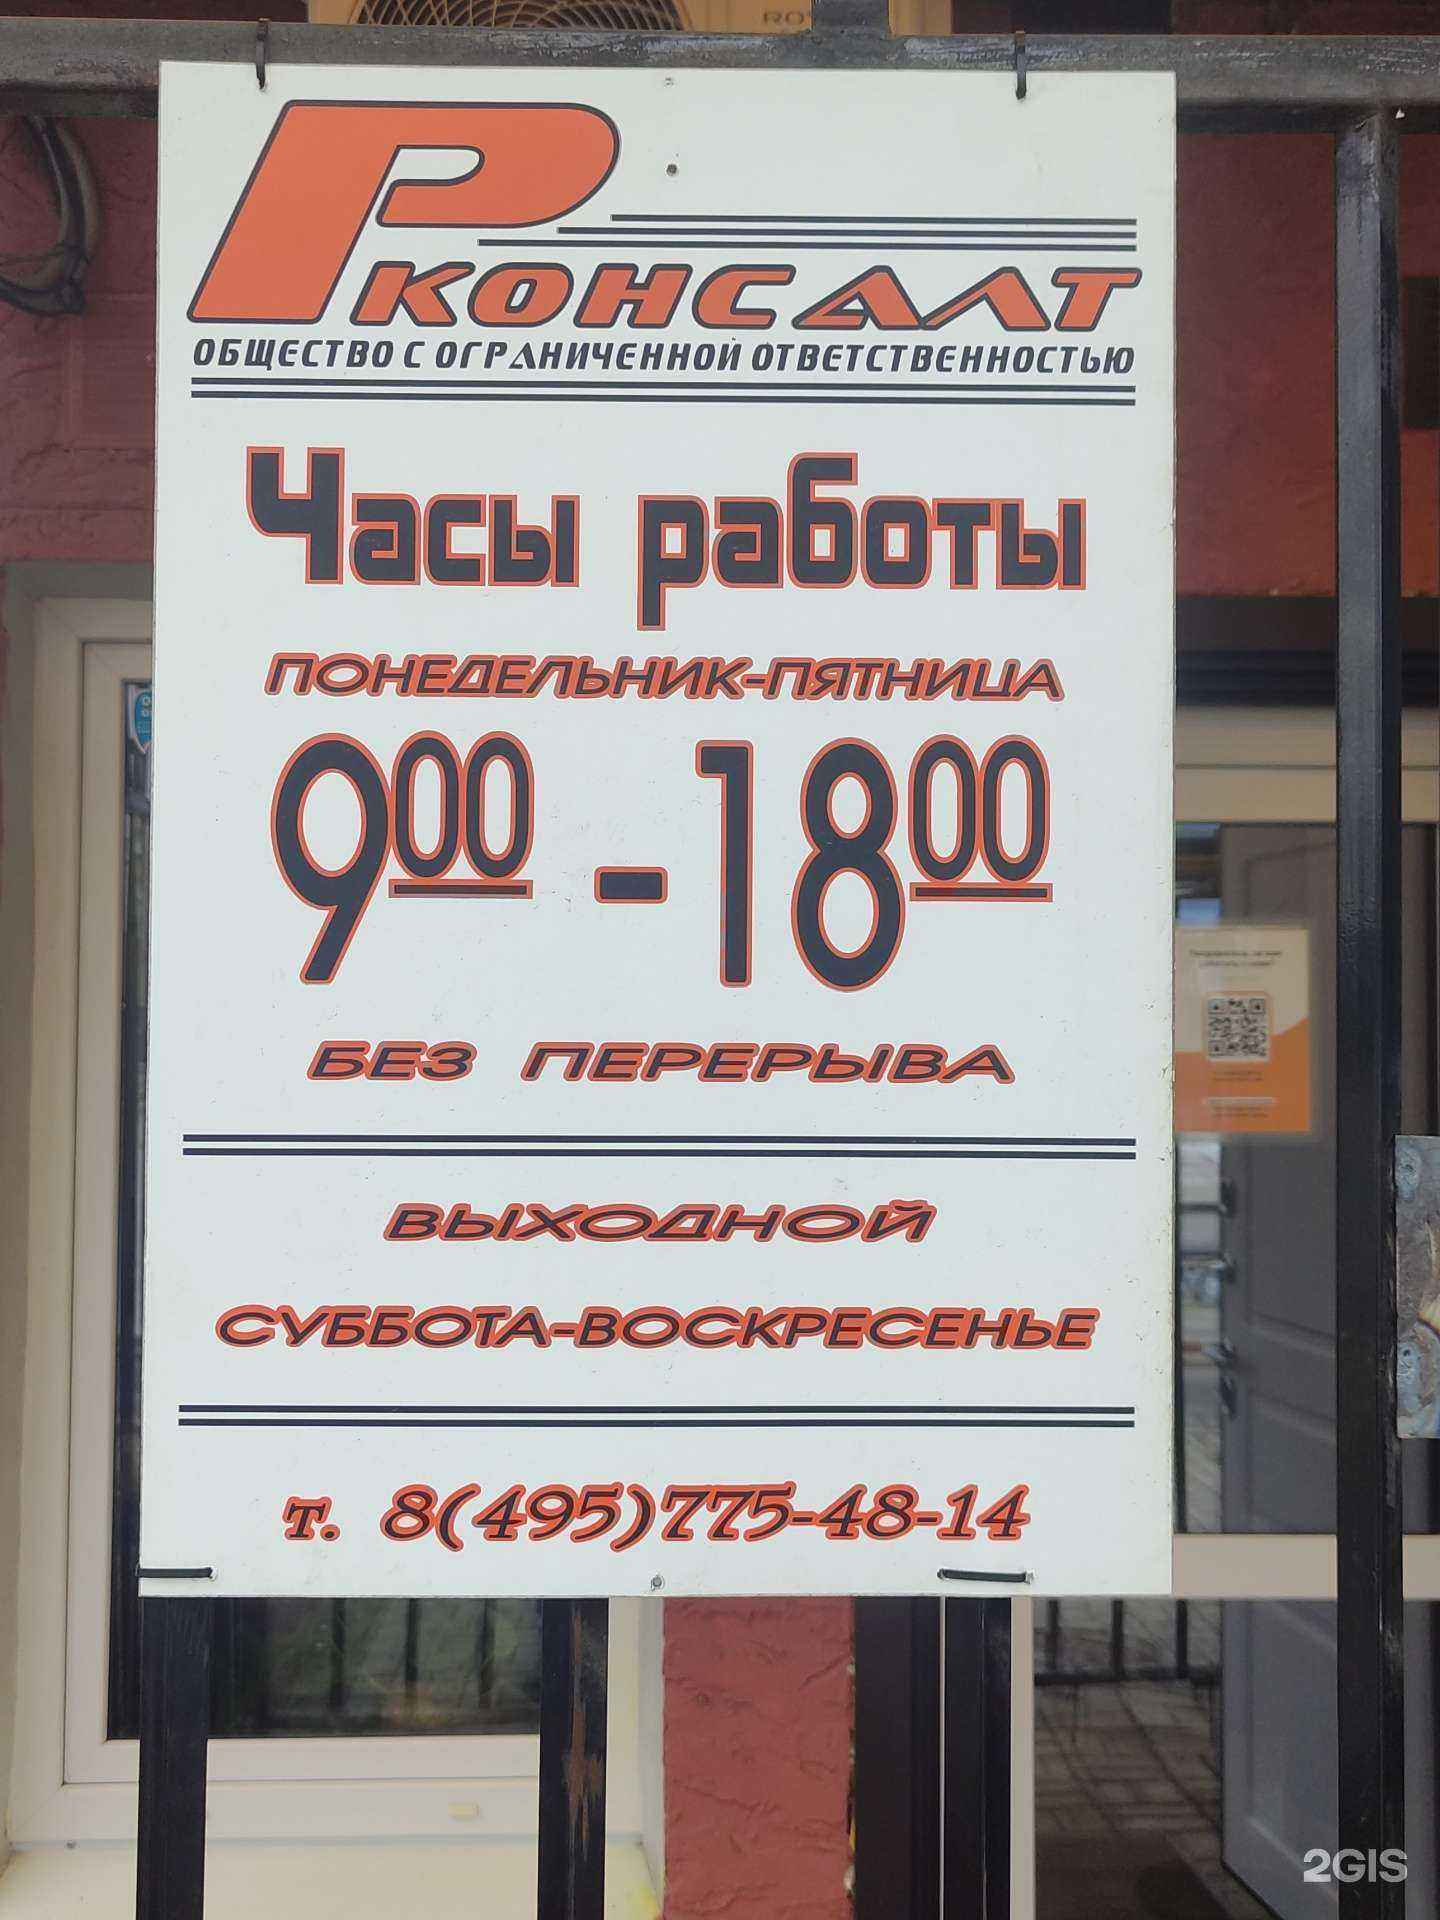 РКОНСАЛТ
ОБЩЕСТВО С ОГРАНИЧЕННОЙ ОТВЕТСТВЕННОСТЬЮ
Часы работы
ПОНЕДЕЛЬНИК-ПЯТНИЦА
9 00 - 18 00
БЕЗ ПЕРЕРЫВА
ВЫХОДНОЙ
СУББОТА-ВОСКРЕСЕНЬЕ
т. 8(495)775-48-14
2GIS